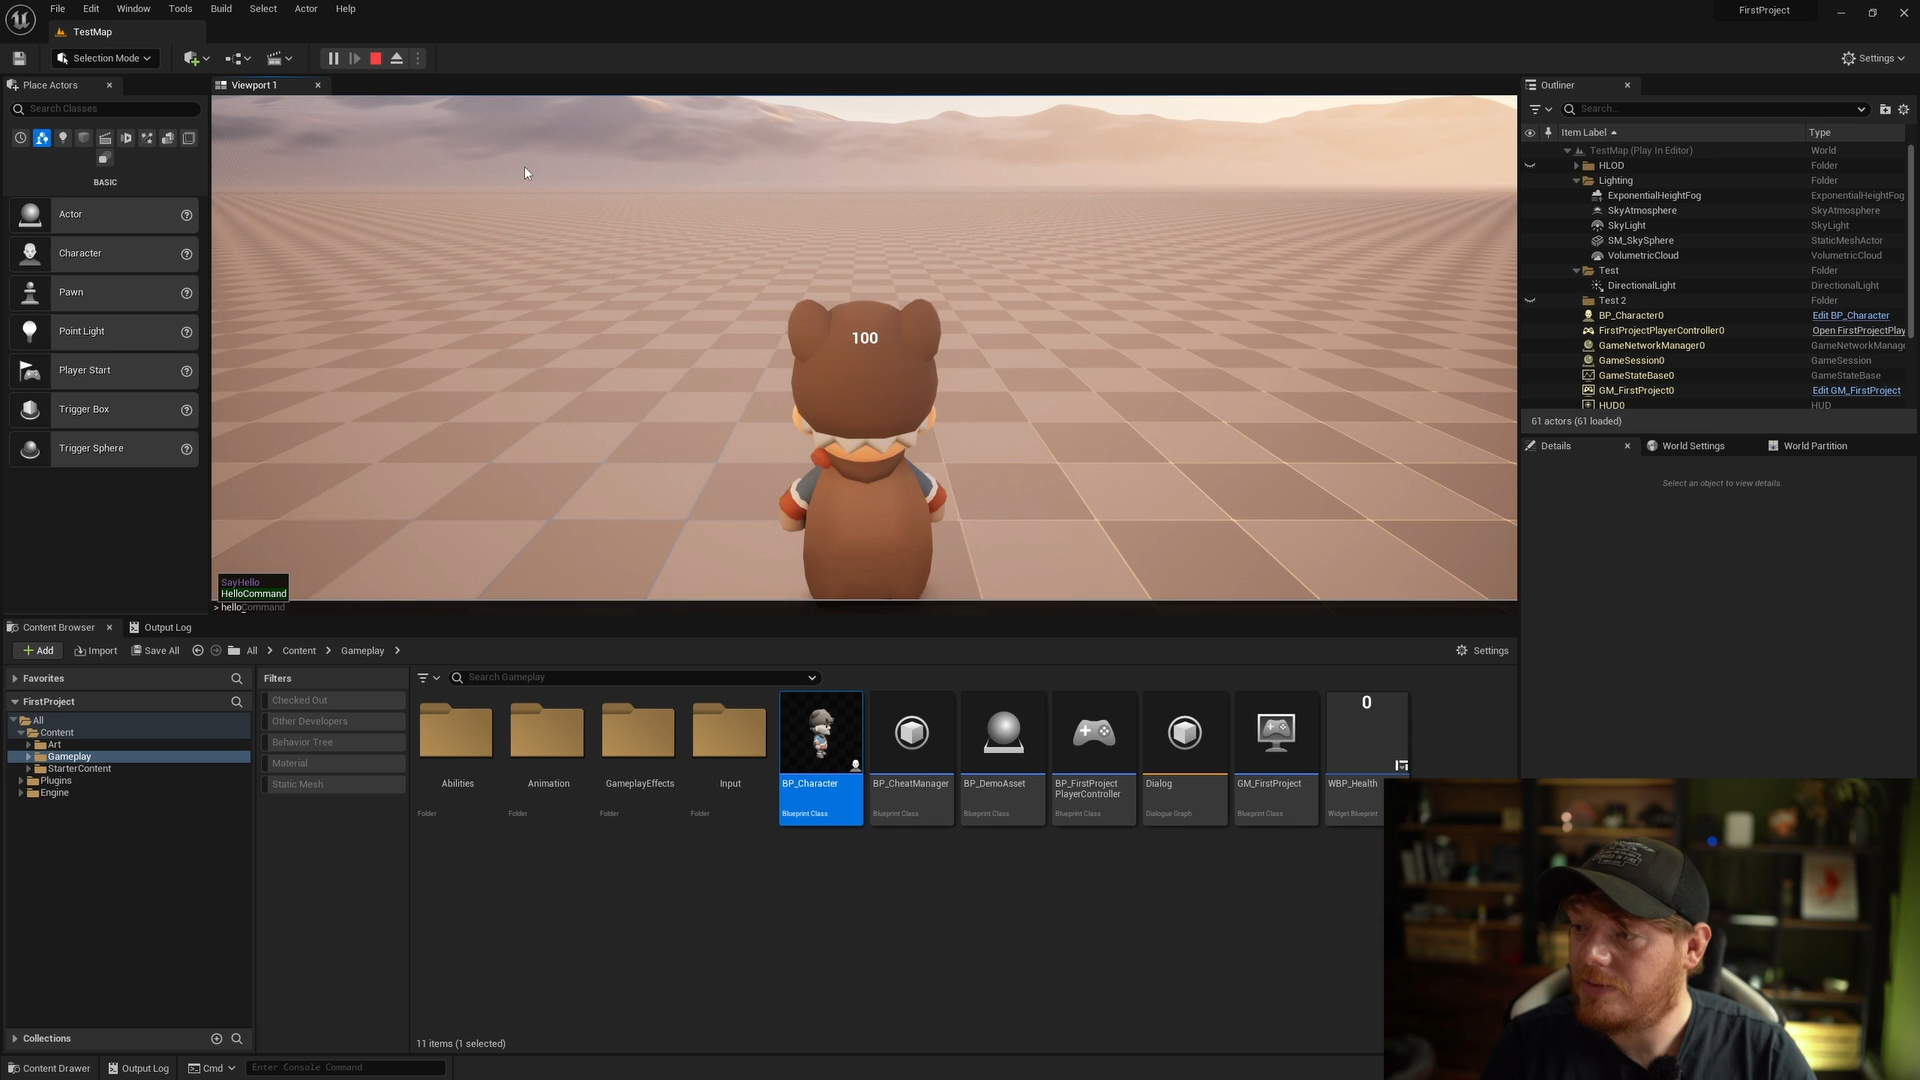 File Edit Window Tools Build Select Actor Help
FirstProject
TestMap
Selection Mode
Settings
Place Actors
Viewport 1
Outliner
Search Classes
Search...
Item Label
Type
BASIC
Actor
Character
Pawn
Point Light
Player Start
Trigger Box
Trigger Sphere
100
SayHello
HelloCommand
> hello_Command
TestMap (Play In Editor) World
HLOD Folder
Lighting Folder
ExponentialHeightFog ExponentialHeightFog
SkyAtmosphere SkyAtmosphere
SkyLight SkyLight
SM_SkySphere StaticMeshActor
VolumetricCloud VolumetricCloud
Test Folder
DirectionalLight DirectionalLight
Test 2 Folder
BP_Character0 Edit BP_Character
FirstProjectPlayerController0 Open FirstProjectPlay
GameNetworkManager0 GameNetworkManage
GameSession0 GameSession
GameStateBase0 GameStateBase
GM_FirstProject0 Edit GM_FirstProject
HUD0 HUD
61 actors (61 loaded)
Details
World Settings
World Partition
Select an object to view details.
Content Browser
Output Log
Add
Import
Save All
All
Content
Gameplay
Settings
Favorites
FirstProject
All
Content
Art
Gameplay
StarterContent
Plugins
Engine
Collections
Filters
Checked Out
Other Developers
Behavior Tree
Material
Static Mesh
Search Gameplay
Abilities
Folder
Animation
Folder
GameplayEffects
Folder
Input
Folder
BP_Character
Blueprint Class
BP_CheatManager
Blueprint Class
BP_DemoAsset
Blueprint Class
BP_FirstProject
PlayerController
Blueprint Class
Dialog
Dialogue Graph
GM_FirstProject
Blueprint Class
0
WBP_Health
Widget Blueprint
11 items (1 selected)
Content Drawer
Output Log
Cmd
Enter Console Command